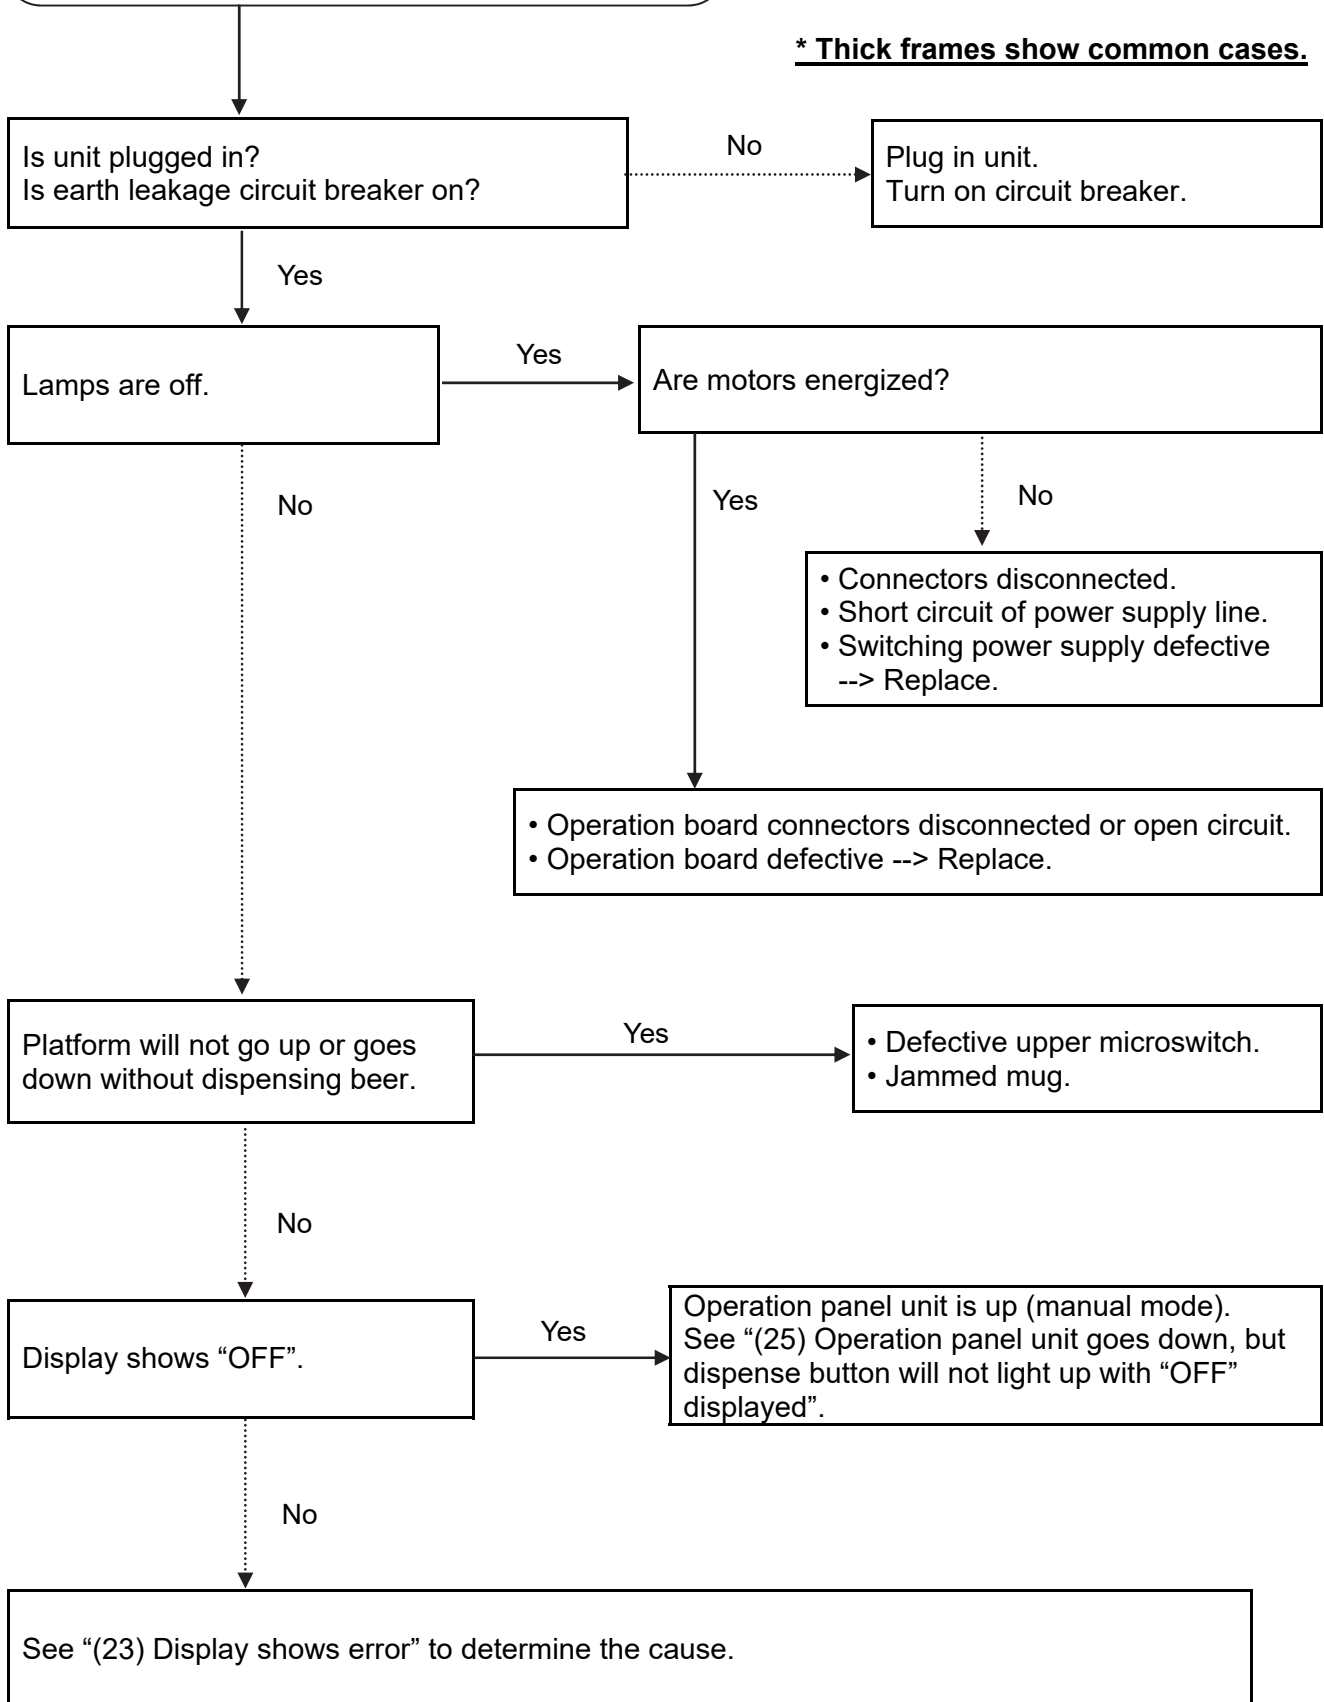 * Thick frames show common cases.
Is unit plugged in?
Is earth leakage circuit breaker on?
No
Plug in unit.
Turn on circuit breaker.
Yes
Lamps are off.
Yes
Are motors energized?
No
Yes
No
• Connectors disconnected.
• Short circuit of power supply line.
• Switching power supply defective
--> Replace.
• Operation board connectors disconnected or open circuit.
• Operation board defective --> Replace.
Platform will not go up or goes
down without dispensing beer.
Yes
• Defective upper microswitch.
• Jammed mug.
No
Display shows “OFF”.
Yes
Operation panel unit is up (manual mode).
See “(25) Operation panel unit goes down, but
dispense button will not light up with “OFF”
displayed”.
No
See “(23) Display shows error” to determine the cause.